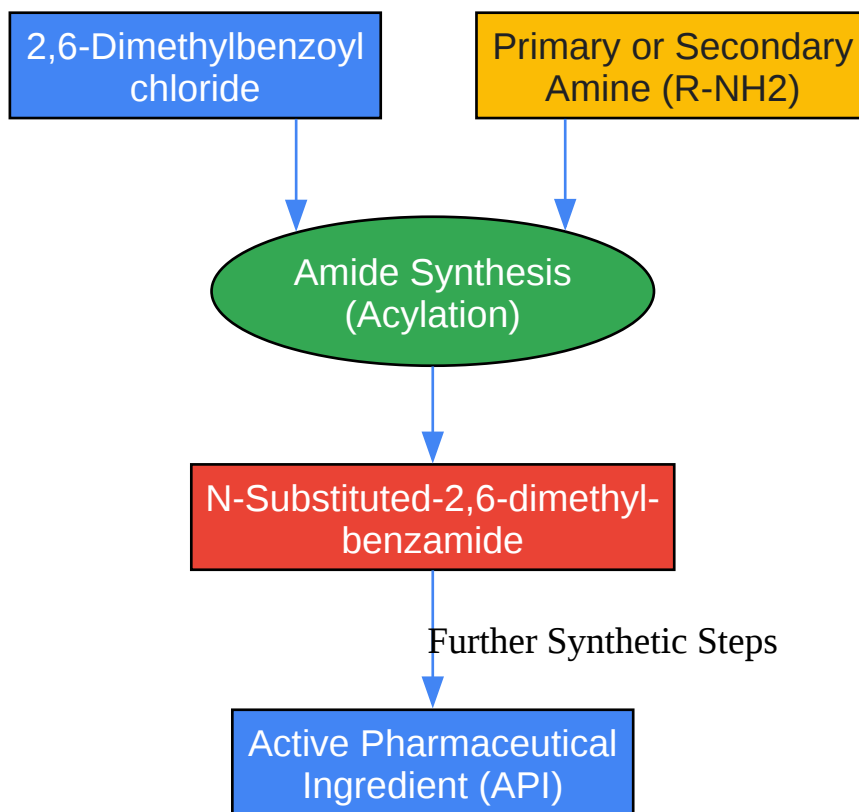 2,6-Dimethylbenzoyl
chloride
Primary or Secondary
Amine (R-NH2)
Amide Synthesis
(Acylation)
N-Substituted-2,6-dimethyl-
benzamide
Further Synthetic Steps
Active Pharmaceutical
Ingredient (API)